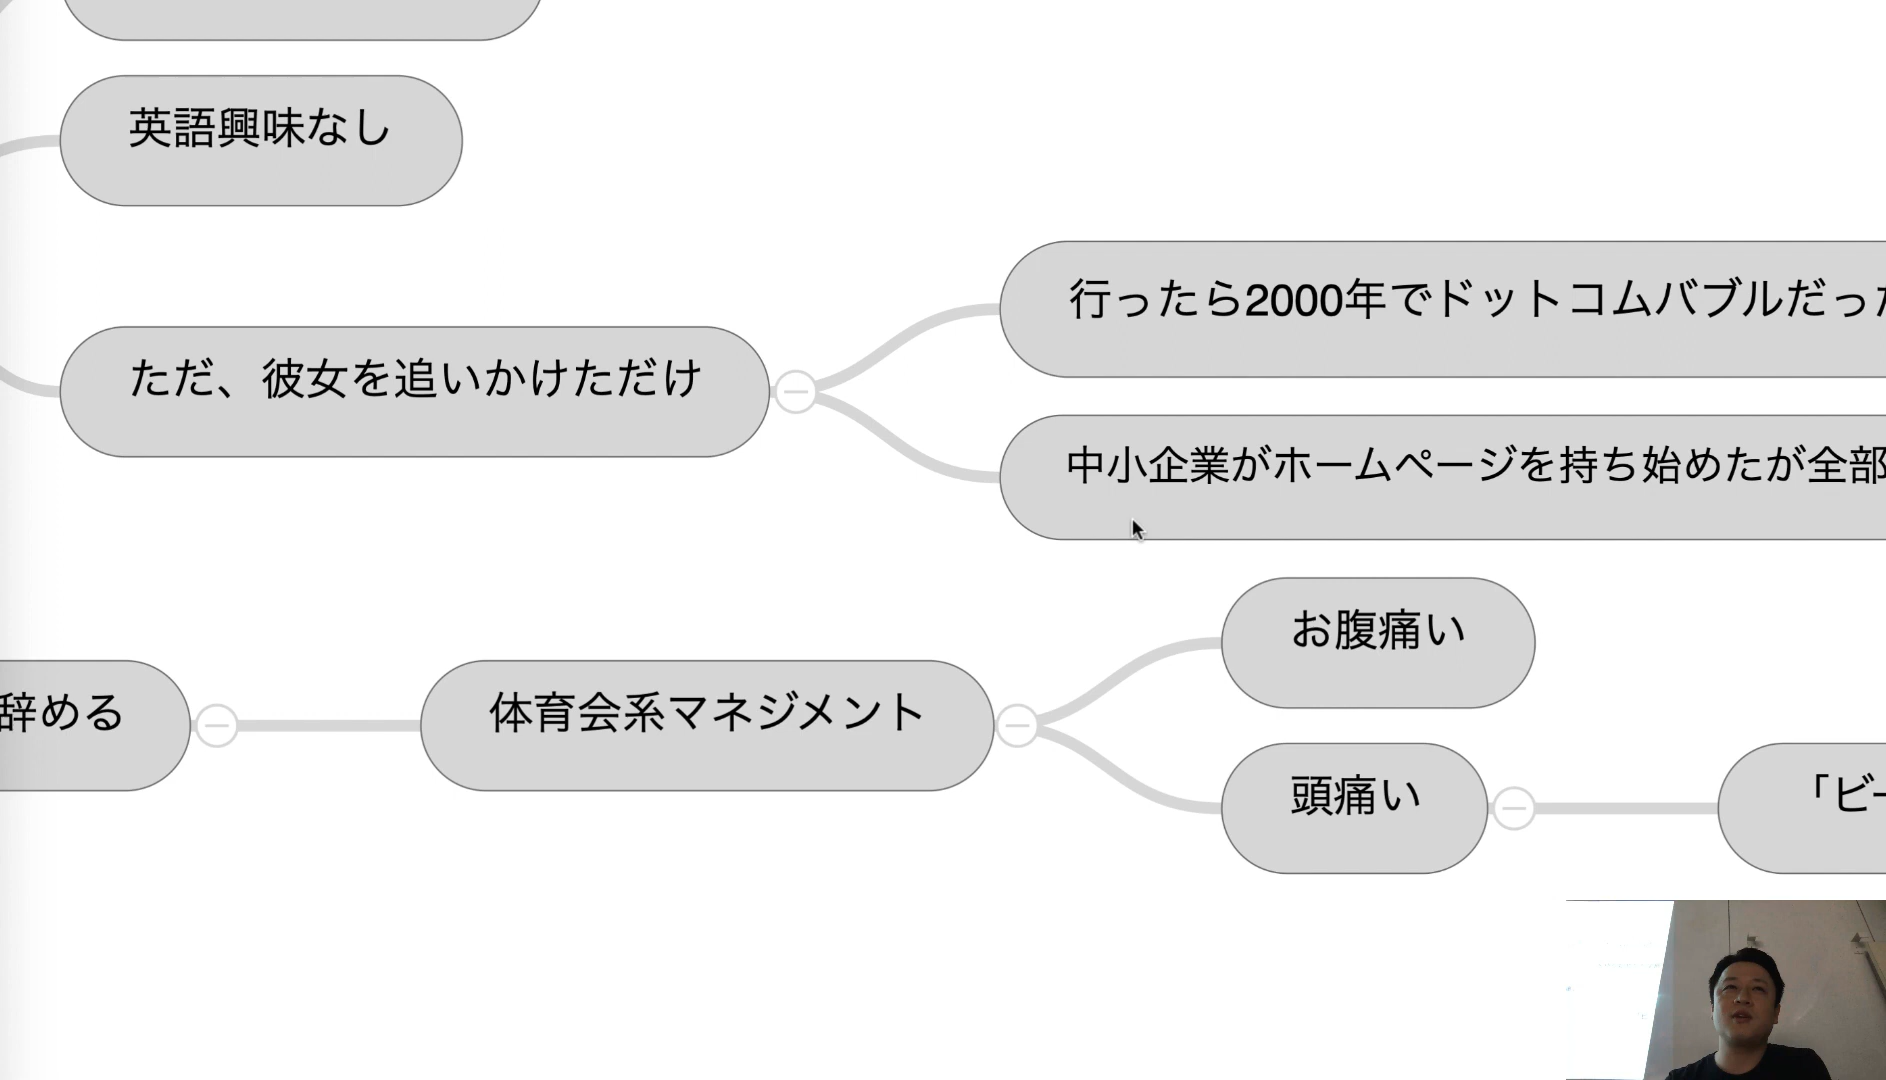 英語興味なし
ただ、彼女を追いかけただけ
行ったら2000年でドットコムバブルだった
中小企業がホームページを持ち始めたが全部
辞める
体育会系マネジメント
お腹痛い
頭痛い
「ビー